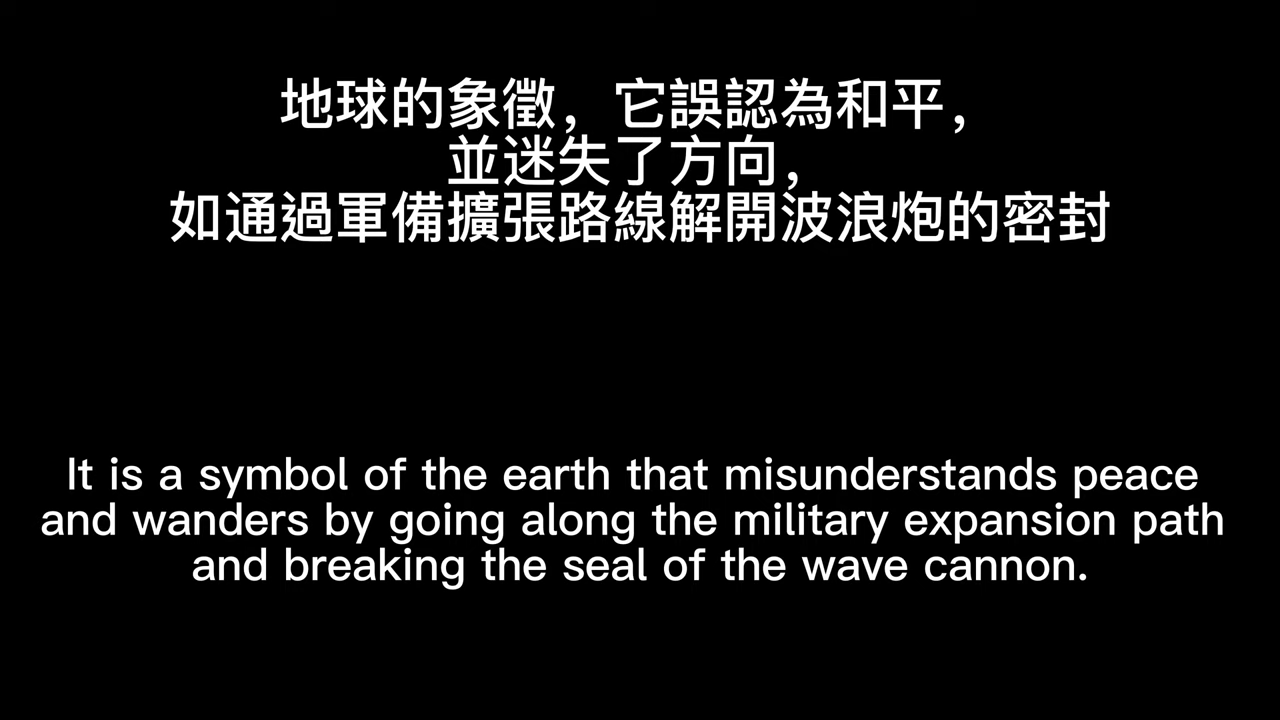 地球的象徵，它誤認為和平，
並迷失了方向，
如通過軍備擴張路線解開波浪炮的密封
It is a symbol of the earth that misunderstands peace
and wanders by going along the military expansion path
and breaking the seal of the wave cannon.